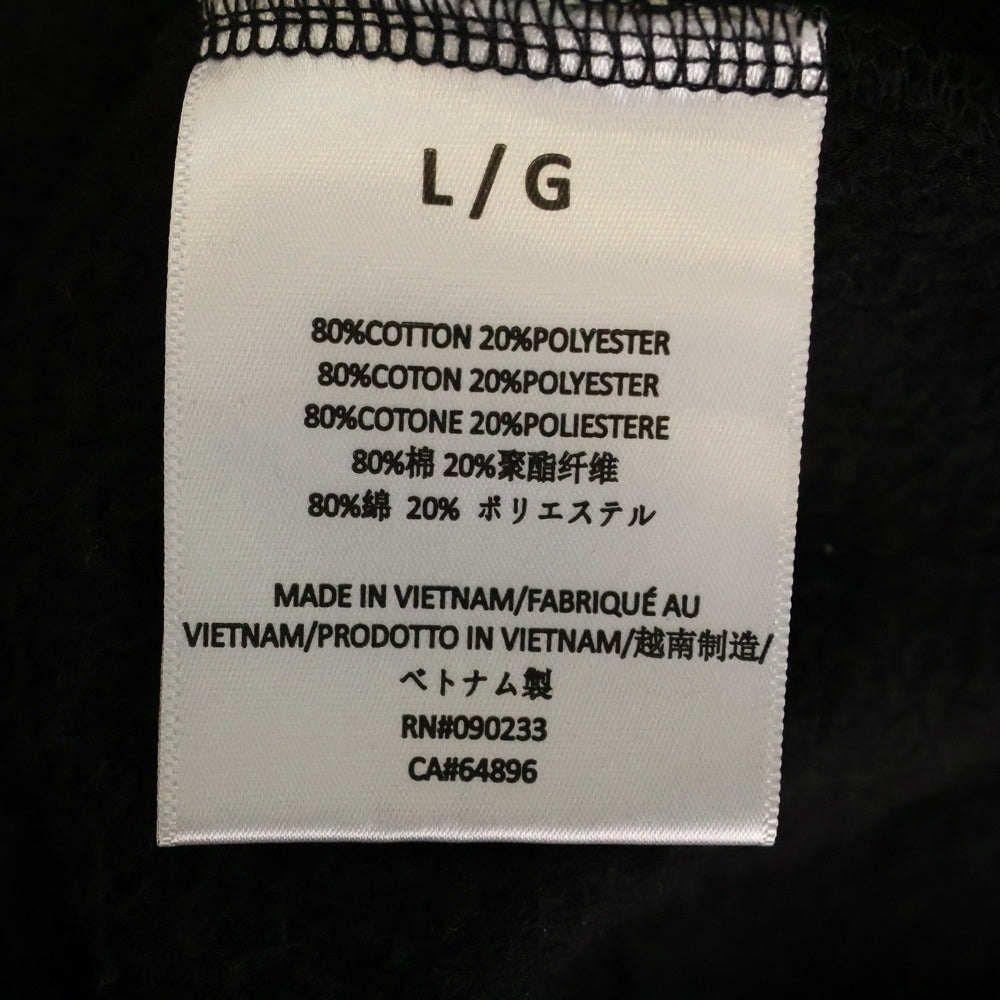 L / G
80%COTTON 20%POLYESTER
80%COTON 20%POLYESTER
80%COTONE 20%POLIESTERE
80%棉 20%聚酯纤维
80%綿 20% ポリエステル
MADE IN VIETNAM/FABRIQUÉ AU
VIETNAM/PRODOTTO IN VIETNAM/越南制造/
ベトナム製
RN#090233
CA#64896